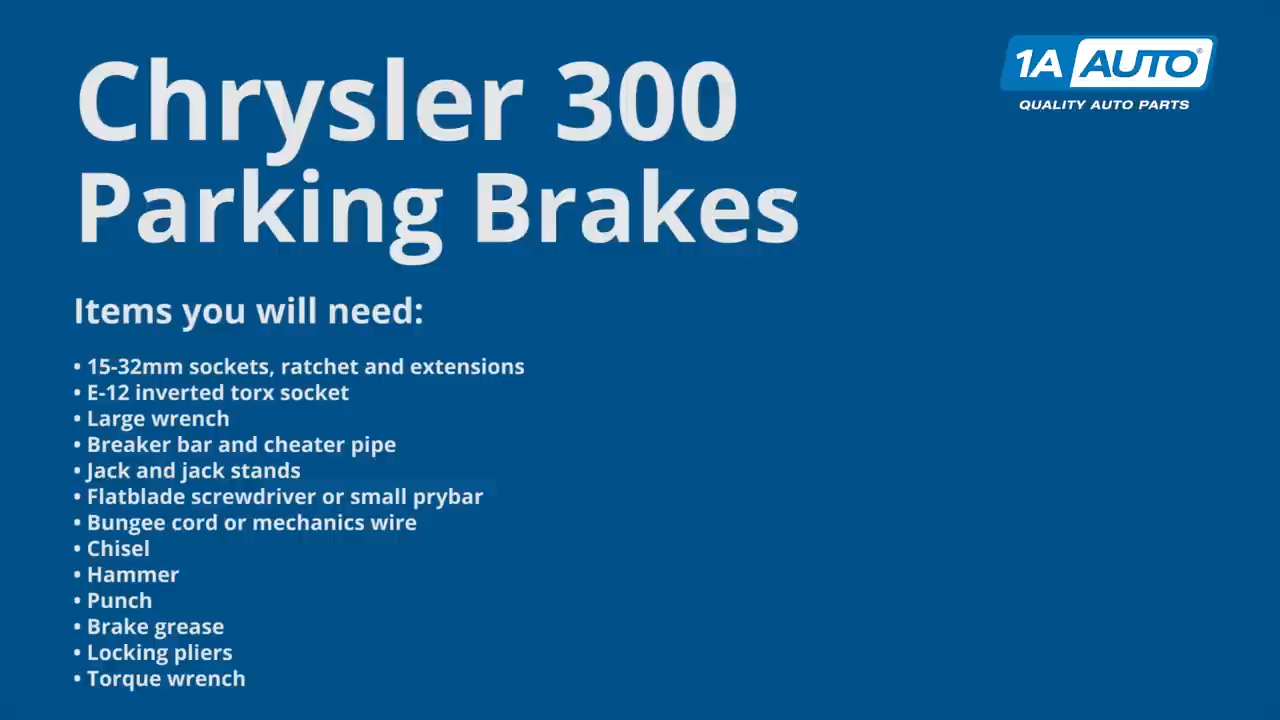 Chrysler 300
Parking Brakes
1A AUTO®
QUALITY AUTO PARTS
Items you will need:
• 15-32mm sockets, ratchet and extensions
• E-12 inverted torx socket
• Large wrench
• Breaker bar and cheater pipe
• Jack and jack stands
• Flatblade screwdriver or small prybar
• Bungee cord or mechanics wire
• Chisel
• Hammer
• Punch
• Brake grease
• Locking pliers
• Torque wrench